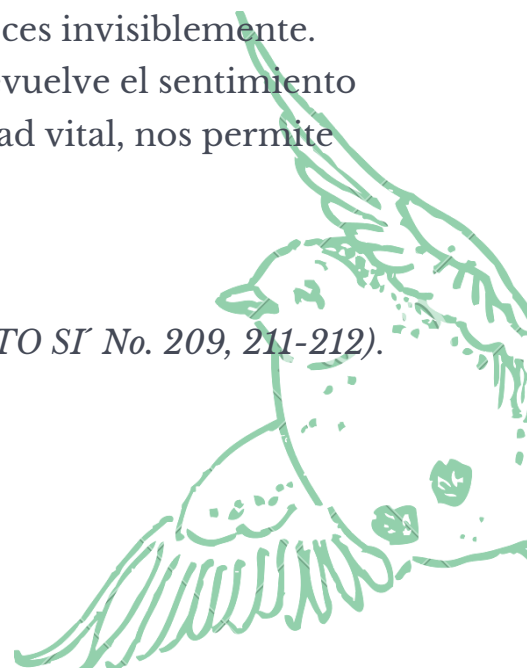 ces invisiblemente.
vuelve el sentimiento
ad vital, nos permite
TO SI´ No. 209, 211-212).